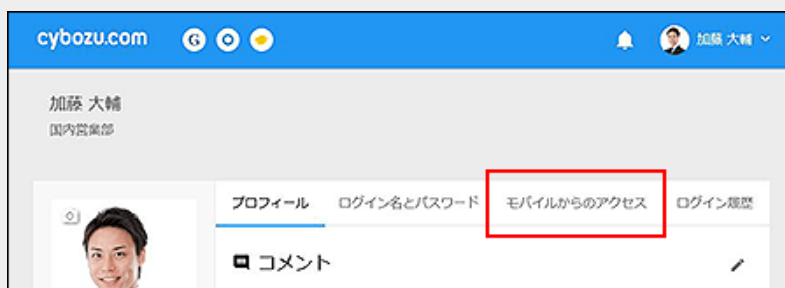 cybozu.com G 加藤 大輔
加藤 大輔
国内営業部
プロフィール ログイン名とパスワード モバイルからのアクセス ログイン履歴
コメント